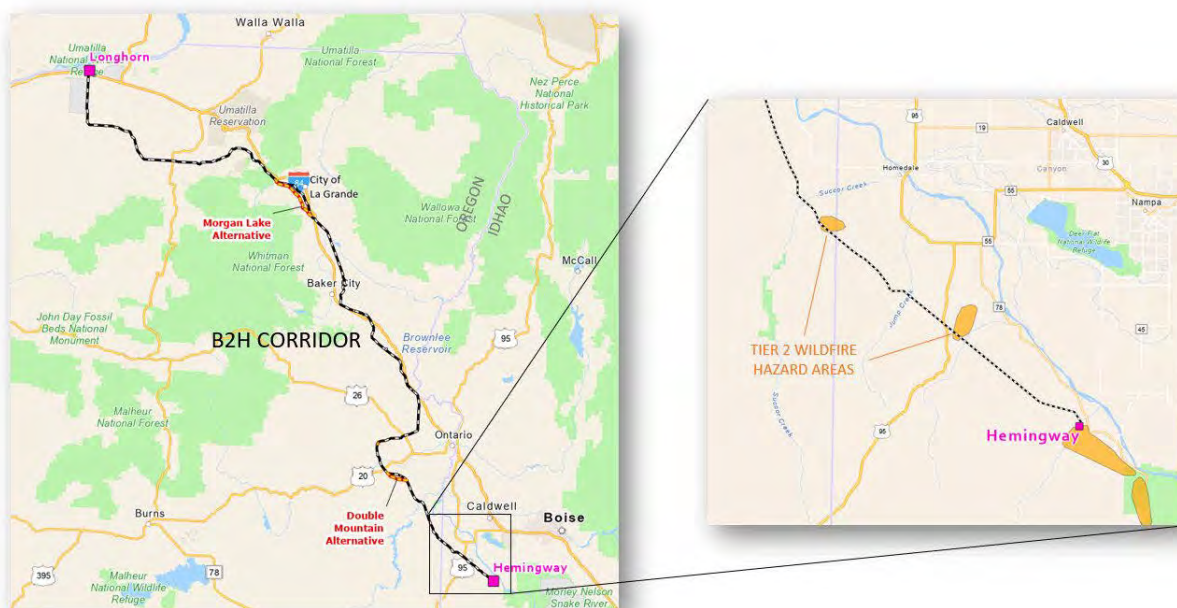 Walla Walla
Umatilla
National
Refuge
Longhorn
Umatilla
National Forest
Nez Perce
National
Historical Park
Umatilla
Reservation
84
City of
La Grande
Morgan Lake
Alternative
Wallowa
National Forest
OREGON
IDHAO
Whitman
National Forest
McCall
Baker City
John Day Fossil
Beds National
Monument
B2H CORRIDOR
Brownlee
Reservoir
95
26
Malheur
National Forest
Ontario
20
Double
Mountain
Alternative
Caldwell
Burns
Boise
95
Hemingway
395
78
Malheur
National Wildlife
Refuge
Morley Nelson
Snake River
95
19
Caldwell
Homedale
Canyon
30
Succor Creek
55
Nampa
Deer Flat
National Wildlife
Refuge
55
78
Jump Creek
45
TIER 2 WILDFIRE
HAZARD AREAS
Succor Creek
95
Hemingway